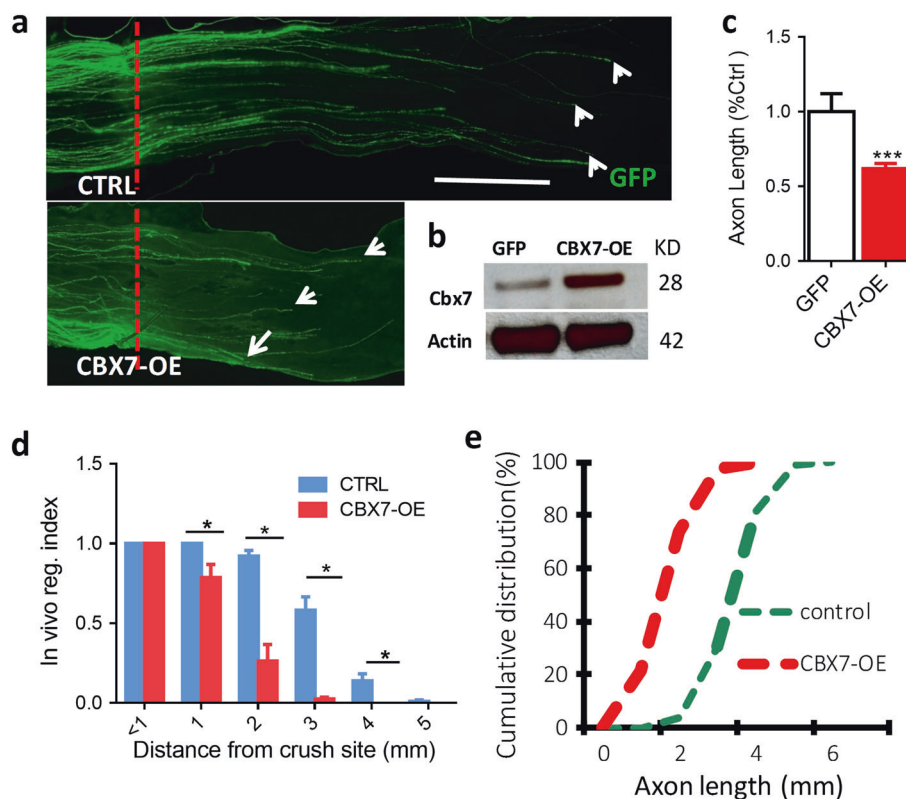 a
CTRL
GFP
CBX7-OE
b
GFP CBX7-OE KD
Cbx7 28
Actin 42
c
Axon Length (%Ctrl)
1.5
1.0
0.5
0.0
***
GFP
CBX7-OE
d
In vivo reg. index
1.5
1.0
0.5
0.0
CTRL
CBX7-OE
* * * *
<1 1 2 3 4 5
Distance from crush site (mm)
e
Cumulative distribution(%)
100
80
60
40
20
0
control
CBX7-OE
0 2 4 6
Axon length (mm)